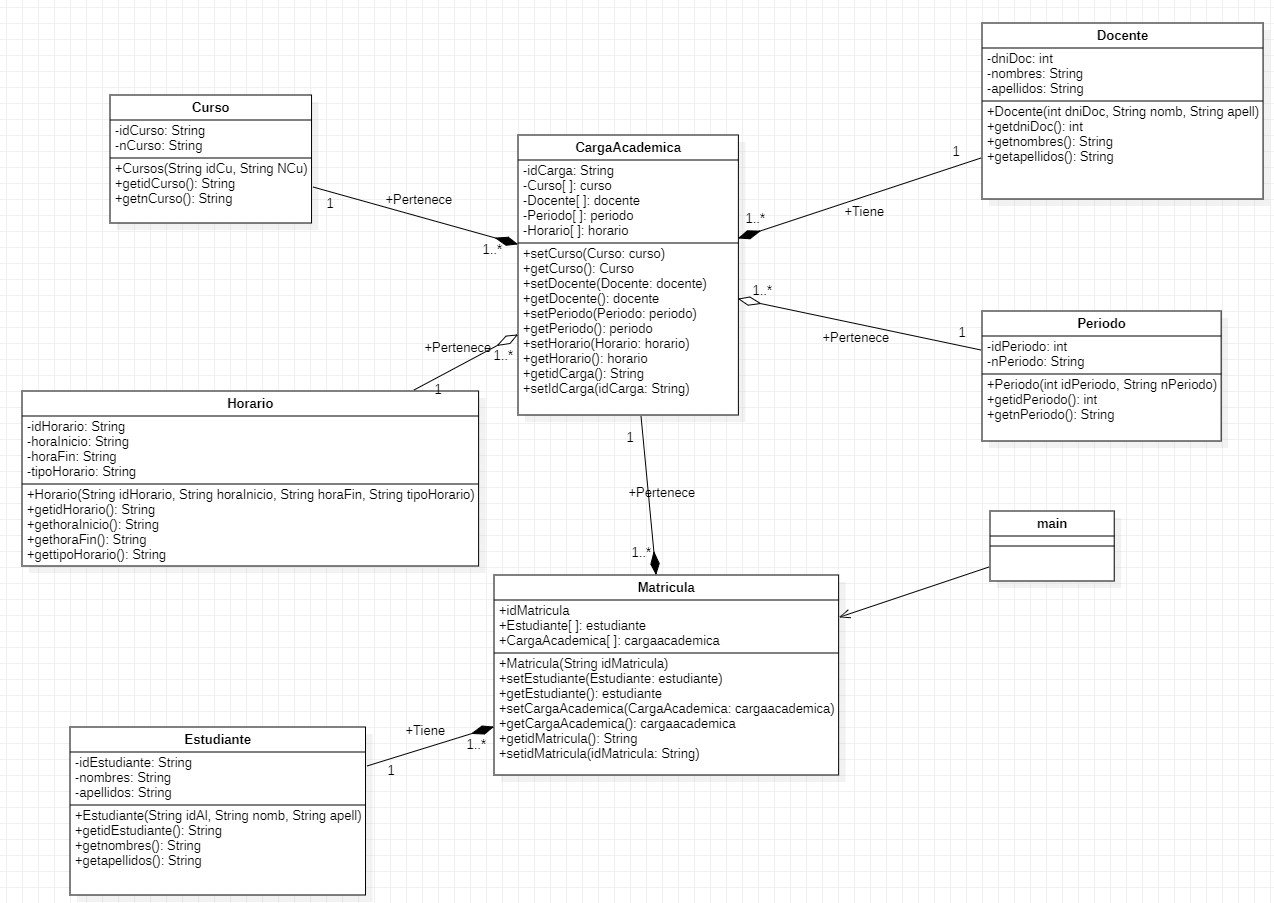 Docente
-dniDoc: int
-nombres: String
-apellidos: String
+Docente(int dniDoc, String nomb, String apell)
+getdniDoc(): int
+getnombres(): String
+getapellidos(): String
1
+Tiene
1..*
Curso
-idCurso: String
-nCurso: String
+Cursos(String idCu, String NCu)
+getidCurso(): String
+getnCurso(): String
1
+Pertenece
1..*
CargaAcademica
-idCarga: String
-Curso[ ]: curso
-Docente[ ]: docente
-Periodo[ ]: periodo
-Horario[ ]: horario
+setCurso(Curso: curso)
+getCurso(): Curso
+setDocente(Docente: docente)
+getDocente(): docente
+setPeriodo(Periodo: periodo)
+getPeriodo(): periodo
+setHorario(Horario: horario)
+getHorario(): horario
+getidCarga(): String
+setIdCarga(idCarga: String)
1..*
+Pertenece
1
Periodo
-idPeriodo: int
-nPeriodo: String
+Periodo(int idPeriodo, String nPeriodo)
+getidPeriodo(): int
+getnPeriodo(): String
+Pertenece
1..*
1
Horario
-idHorario: String
-horaInicio: String
-horaFin: String
-tipoHorario: String
+Horario(String idHorario, String horaInicio, String horaFin, String tipoHorario)
+getidHorario(): String
+gethoraInicio(): String
+gethoraFin(): String
+gettipoHorario(): String
1
+Pertenece
1..*
main
Matricula
+idMatricula
+Estudiante[ ]: estudiante
+CargaAcademica[ ]: cargaacademica
+Matricula(String idMatricula)
+setEstudiante(Estudiante: estudiante)
+getEstudiante(): estudiante
+setCargaAcademica(CargaAcademica: cargaacademica)
+getCargaAcademica(): cargaacademica
+getidMatricula(): String
+setidMatricula(idMatricula: String)
+Tiene
1..*
1
Estudiante
-idEstudiante: String
-nombres: String
-apellidos: String
+Estudiante(String idAl, String nomb, String apell)
+getidEstudiante(): String
+getnombres(): String
+getapellidos(): String